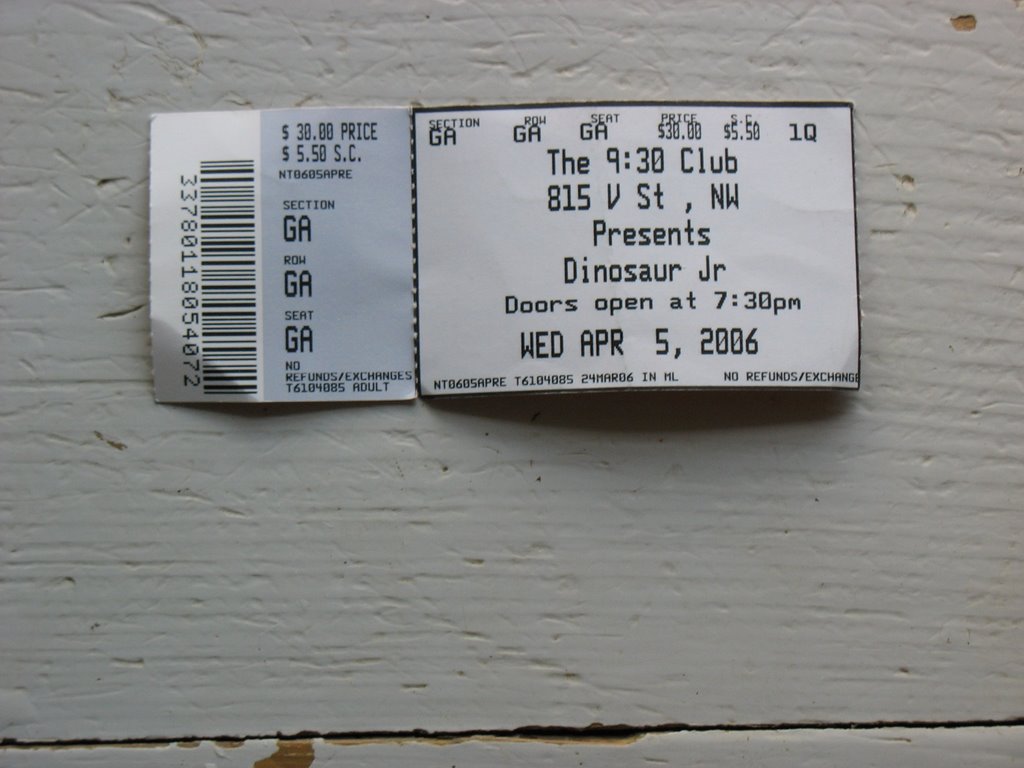 $ 30.00 PRICE
$ 5.50 S.C.
NT0605APRE
SECTION
GA
ROW
GA
SEAT
GA
NO
REFUNDS/EXCHANGES
T6104085 ADULT
33780118054072
SECTION ROW SEAT PRICE S.C.
GA GA GA $30.00 $5.50 1Q
The 9:30 Club
815 V St , NW
Presents
Dinosaur Jr
Doors open at 7:30pm
WED APR 5, 2006
NT0605APRE T6104085 24MAR06 IN ML NO REFUNDS/EXCHANGE